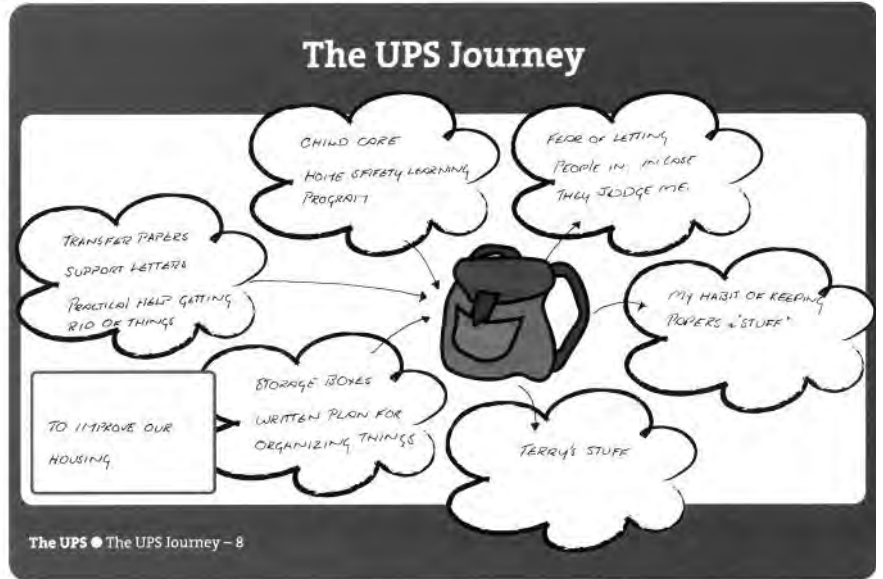 The UPS Journey
CHILD CARE
HOME SAFETY LEARNING
PROGRAM
FEAR OF LETTING
PEOPLE IN IN CASE
THEY JUDGE ME.
TRANSFER PAPERS
SUPPORT LETTERS
PRACTICAL HELP GETTING
RID OF THINGS
MY HABIT OF KEEPING
PAPERS & "STUFF"
STORAGE BOXES
WRITTEN PLAN FOR
ORGANIZING THINGS
TO IMPROVE OUR
HOUSING
TERRY'S STUFF
The UPS ● The UPS Journey – 8